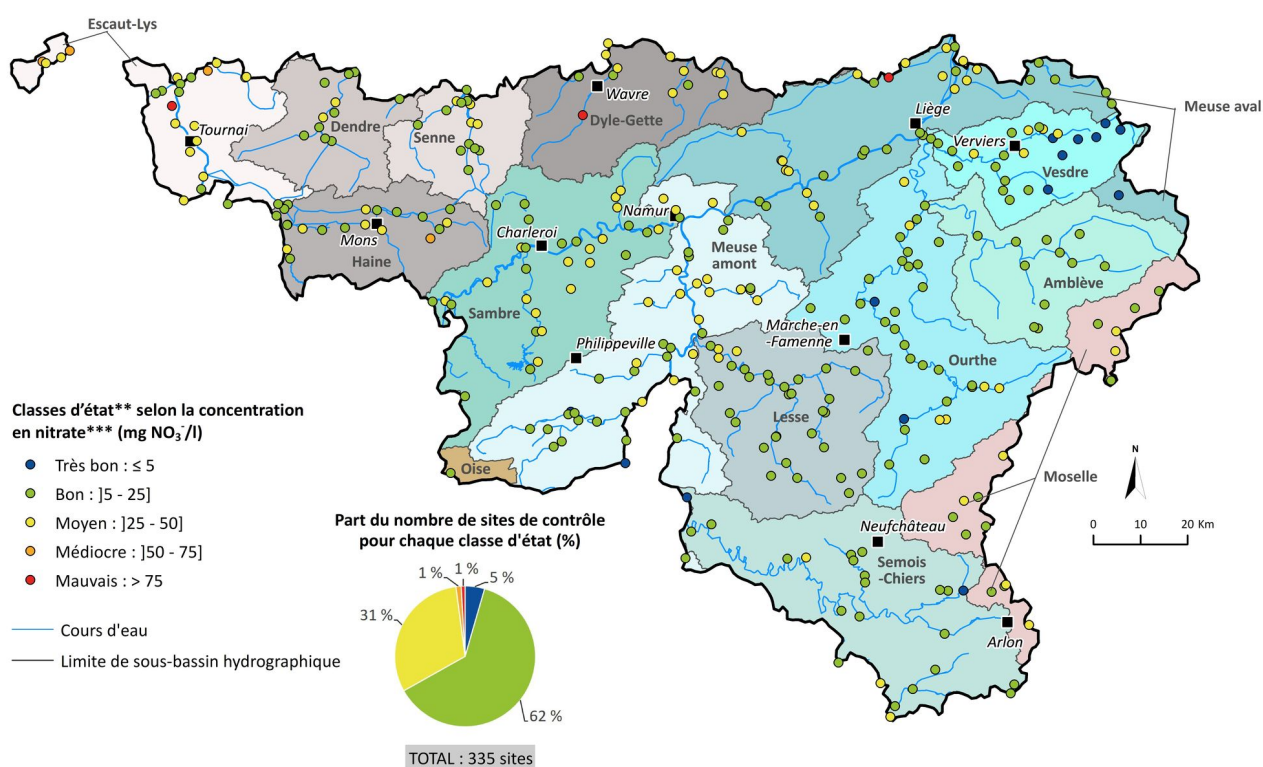 Escaut-Lys
Wavre
Dyle-Gette
Meuse aval
Liège
Tournai
Dendre
Senne
Verviers
Vesdre
Namur
Charleroi
Mons
Haine
Meuse
amont
Amblève
Sambre
Marche-en
-Famenne
Philippeville
Ourthe
Lesse
Oise
Moselle
Neufchâteau
Semois
-Chiers
Arlon
N
0 10 20 Km
Classes d'état** selon la concentration
en nitrate*** (mg NO₃⁻/l)
Très bon : ≤ 5
Bon : ]5 - 25]
Moyen : ]25 - 50]
Médiocre : ]50 - 75]
Mauvais : > 75
Cours d'eau
Limite de sous-bassin hydrographique
Part du nombre de sites de contrôle
pour chaque classe d'état (%)
1 %
1 %
5 %
31 %
62 %
TOTAL : 335 sites